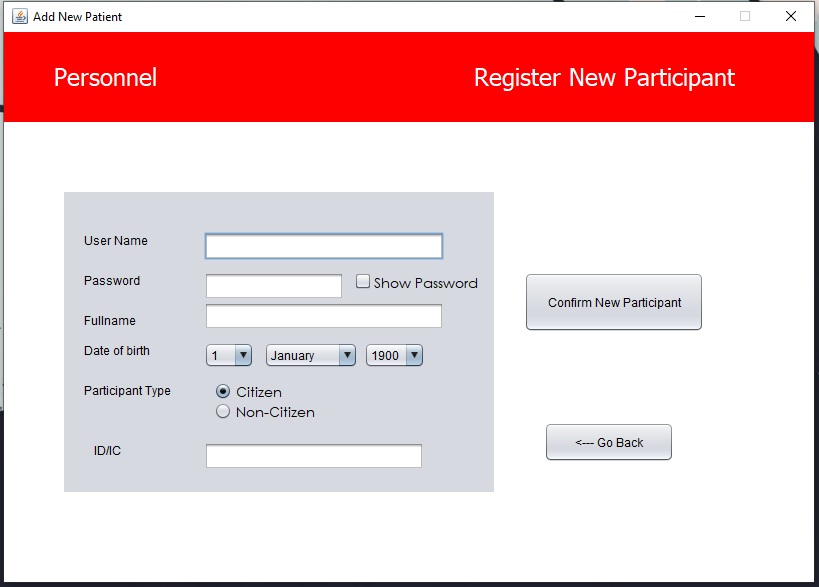 Add New Patient
Personnel
Register New Participant
User Name
Password
Show Password
Fullname
Date of birth
1
January
1900
Participant Type
Citizen
Non-Citizen
ID/IC
Confirm New Participant
<--- Go Back